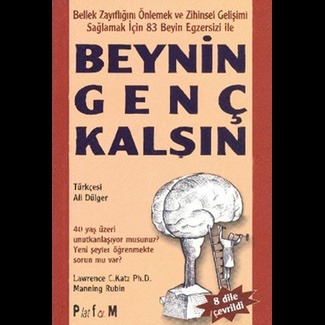 Bellek Zayıflığını Önlemek ve Zihinsel Gelişimi
Sağlamak İçin 83 Beyin Egzersizi ile
BEYNİN
GENÇ
KALSIN
Türkçesi
Ali Dülger
40 yaş üzeri
unutkanlaşıyor musunuz?
Yeni şeyler öğrenmekte
sorun mu var?
Lawrence C.Katz Ph.D.
Manning Rubin
8 dile
çevrildi
PlatfoM